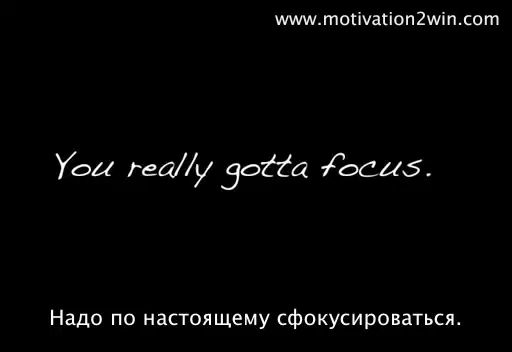 www.motivation2win.com
You really gotta focus.
Надо по настоящему сфокусироваться.